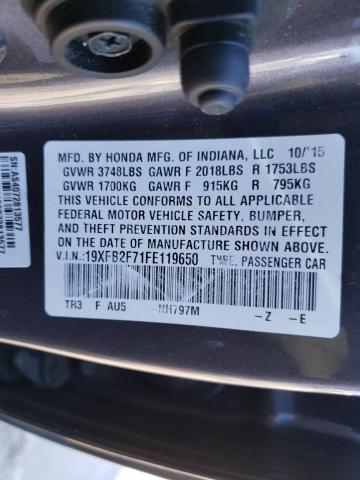 MFD. BY HONDA MFG. OF INDIANA, LLC 10/'15
GVWR 3748LBS GAWR F 2018LBS R 1753LBS
GVWR 1700KG GAWR F 915KG R 795KG
THIS VEHICLE CONFORMS TO ALL APPLICABLE
FEDERAL MOTOR VEHICLE SAFETY, BUMPER,
AND THEFT PREVENTION STANDARDS IN EFFECT
ON THE DATE OF MANUFACTURE SHOWN ABOVE.
V.I.N.:19XFB2F71FE119650 TYPE: PASSENGER CAR
TR3 F AU5 NH797M -Z -E